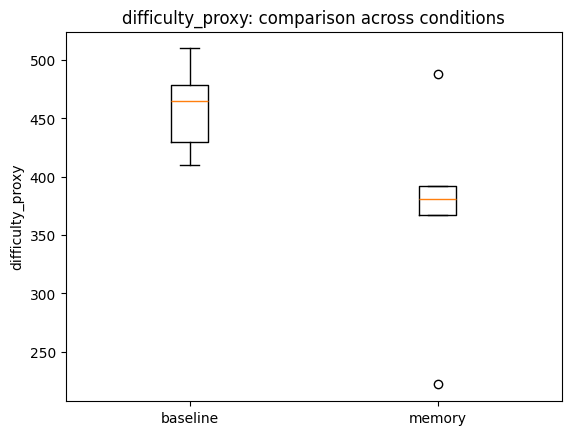 difficulty_proxy: comparison across conditions
500
450
400
350
300
250
difficulty_proxy
baseline
memory